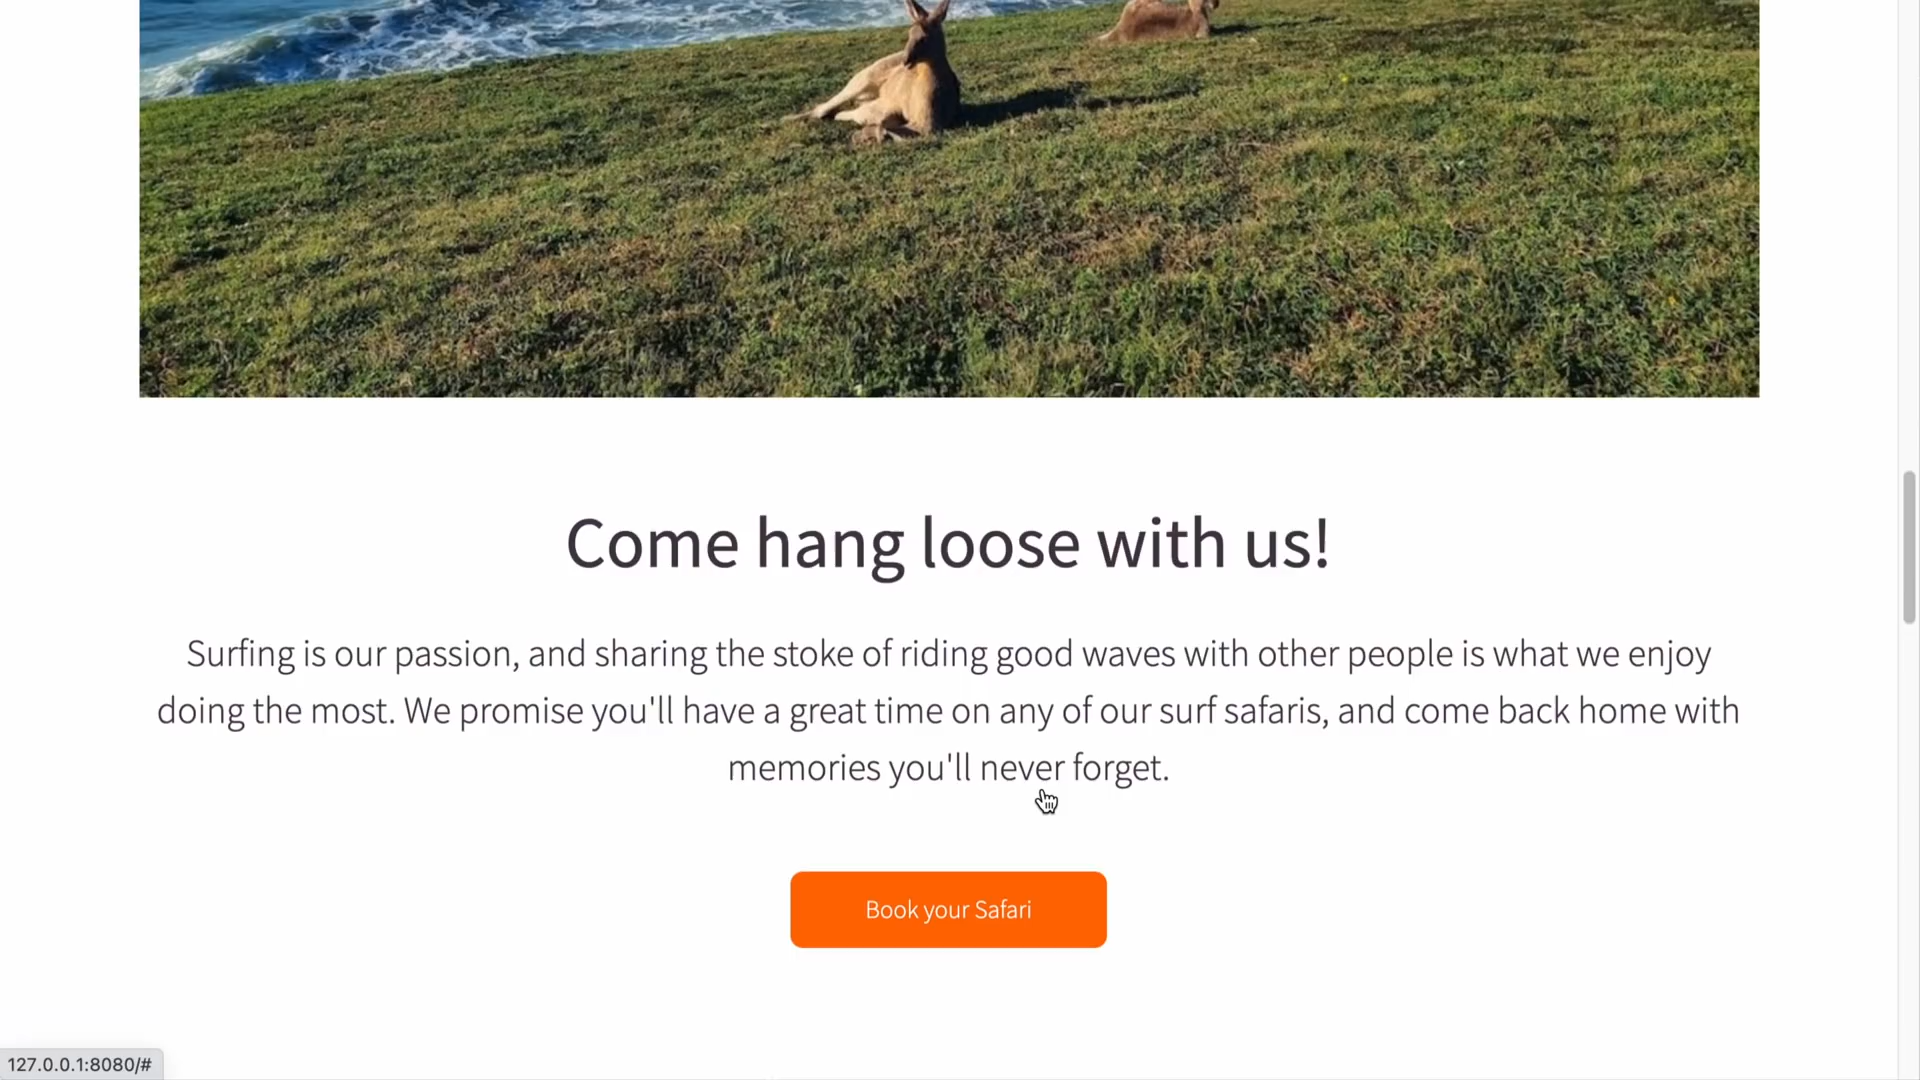 Come hang loose with us!
Surfing is our passion, and sharing the stoke of riding good waves with other people is what we enjoy
doing the most. We promise you'll have a great time on any of our surf safaris, and come back home with
memories you'll never forget.
Book your Safari
127.0.0.1:8080/#